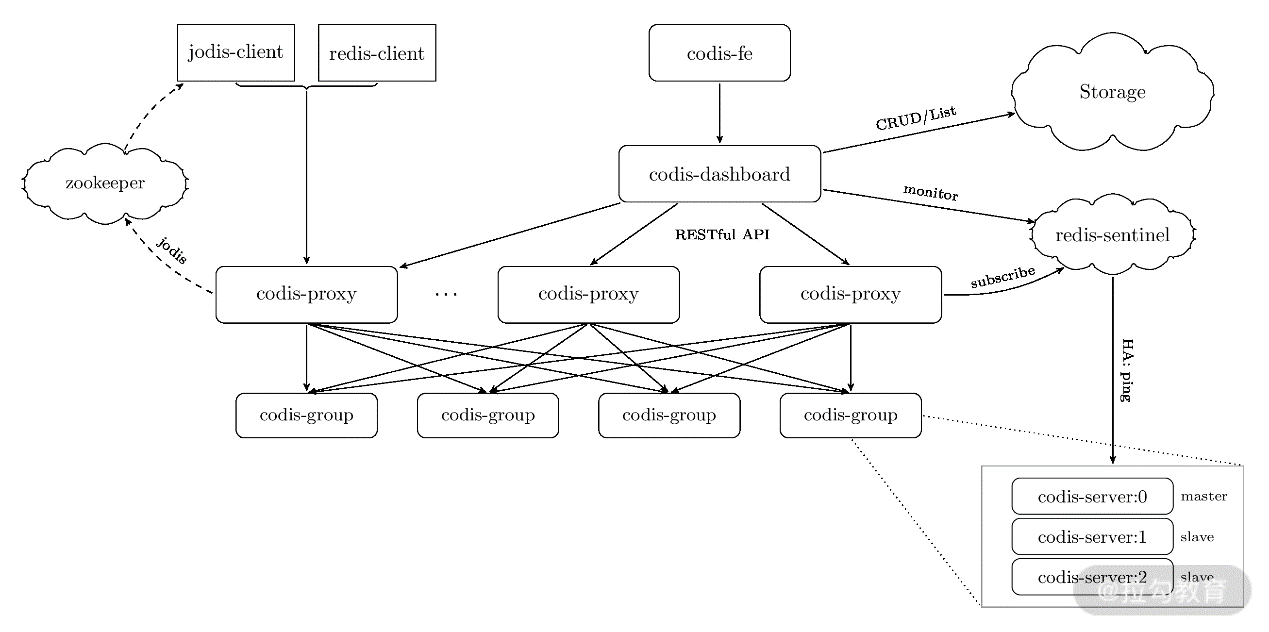 jodis-client
redis-client
codis-fe
Storage
CRUD/List
zookeeper
codis-dashboard
monitor
RESTful API
redis-sentinel
jodis
subscribe
codis-proxy
...
codis-proxy
codis-proxy
HA: ping
codis-group
codis-group
codis-group
codis-group
codis-server:0
master
codis-server:1
slave
codis-server:2
slave
@拉勾教育